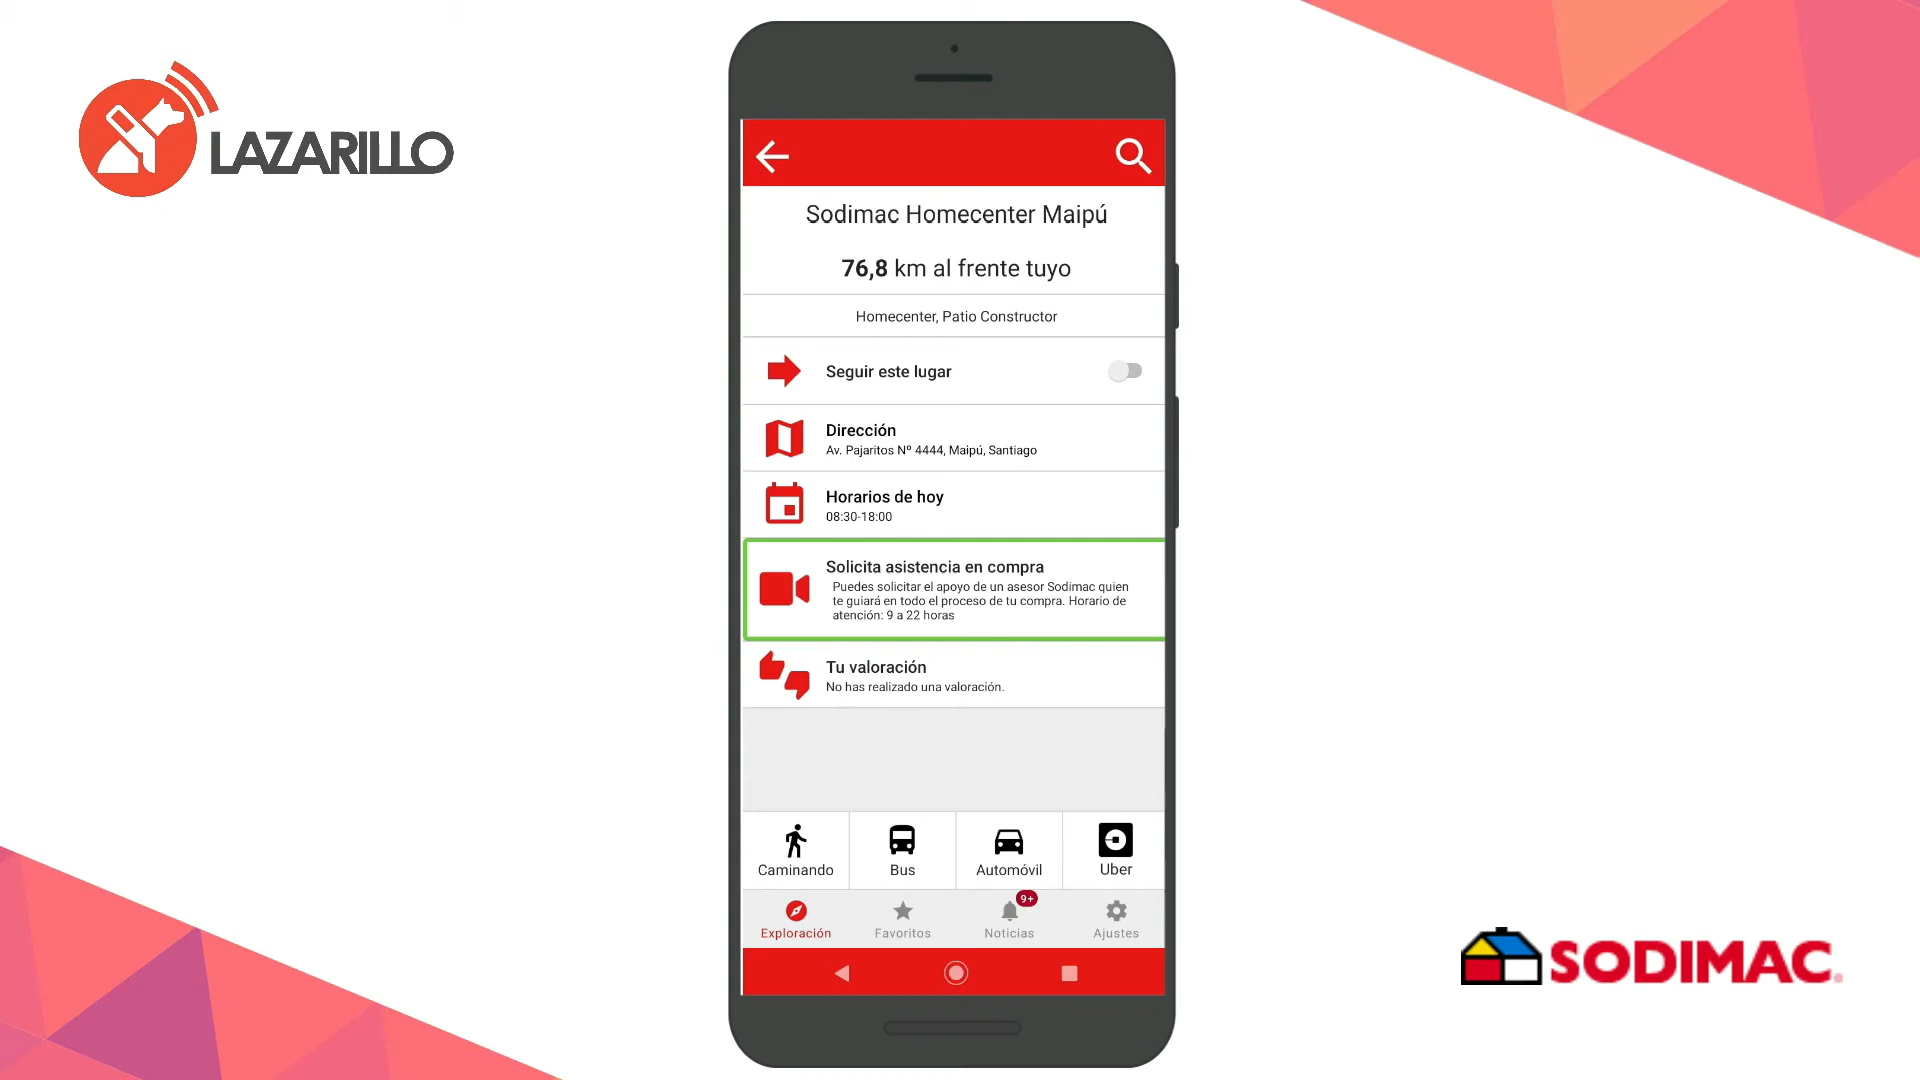 LAZARILLO
Sodimac Homecenter Maipú
76,8 km al frente tuyo
Homecenter, Patio Constructor
Seguir este lugar
Dirección
Av. Pajaritos Nº 4444, Maipú, Santiago
Horarios de hoy
08:30-18:00
Solicita asistencia en compra
Puedes solicitar el apoyo de un asesor Sodimac quien
te guiará en todo el proceso de tu compra. Horario de
atención: 9 a 22 horas
Tu valoración
No has realizado una valoración.
Caminando Bus Automóvil Uber
9+
Exploración Favoritos Noticias Ajustes
SODIMAC